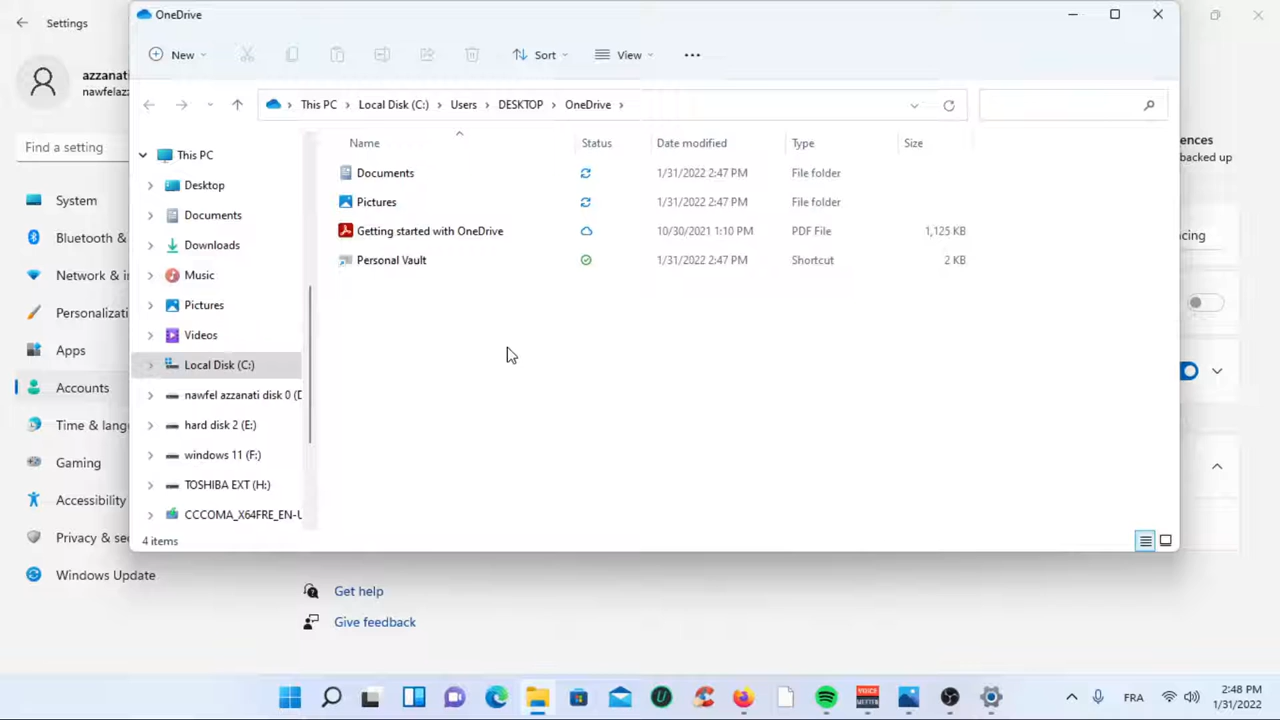 Settings
OneDrive
azzanati
nawfelaz
New
Sort
View
This PC
Local Disk (C:)
Users
DESKTOP
OneDrive
Find a setting
Name
Status
Date modified
Type
Size
ences
backed up
This PC
Documents
1/31/2022 2:47 PM
File folder
Desktop
Pictures
1/31/2022 2:47 PM
File folder
System
Documents
Getting started with OneDrive
10/30/2021 1:10 PM
PDF File
1,125 KB
cing
Bluetooth &
Downloads
Personal Vault
1/31/2022 2:47 PM
Shortcut
2 KB
Network & i
Music
Personalizati
Pictures
Apps
Videos
Accounts
Local Disk (C:)
Time & lang
nawfel azzanati disk 0 (D
Gaming
hard disk 2 (E:)
Accessibility
windows 11 (F:)
Privacy & se
TOSHIBA EXT (H:)
Windows Update
CCCOMA_X64FRE_EN-U
4 items
Get help
Give feedback
VOICE
MEETER
FRA
2:48 PM
1/31/2022